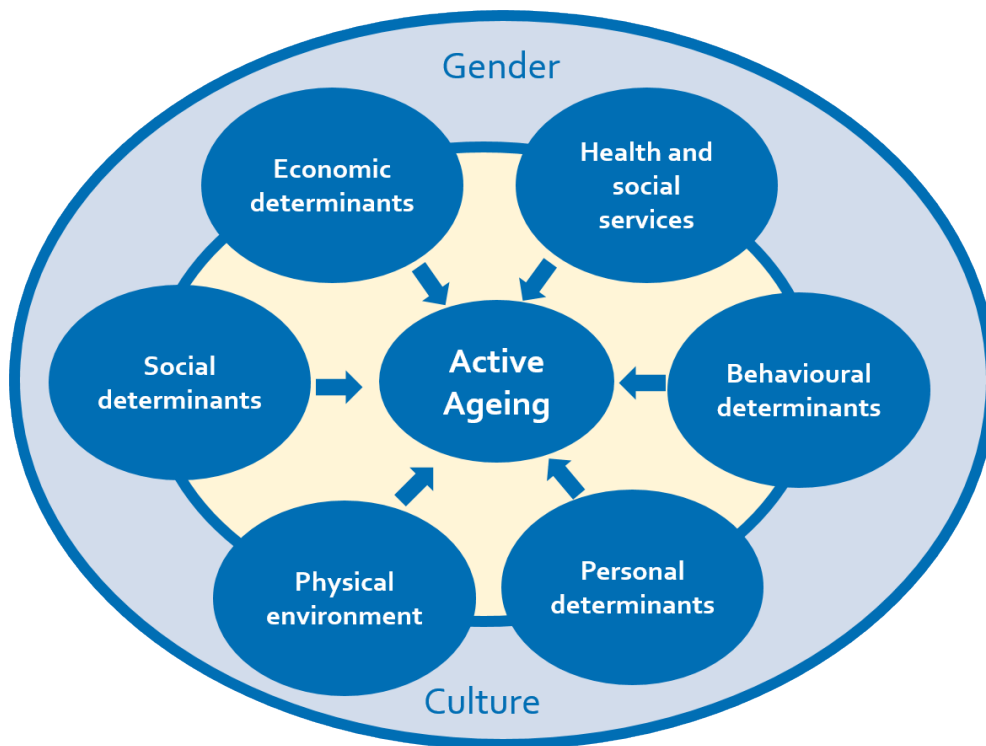 Gender
Economic
determinants
Health and
social
services
Social
determinants
Active
Ageing
Behavioural
determinants
Physical
environment
Personal
determinants
Culture